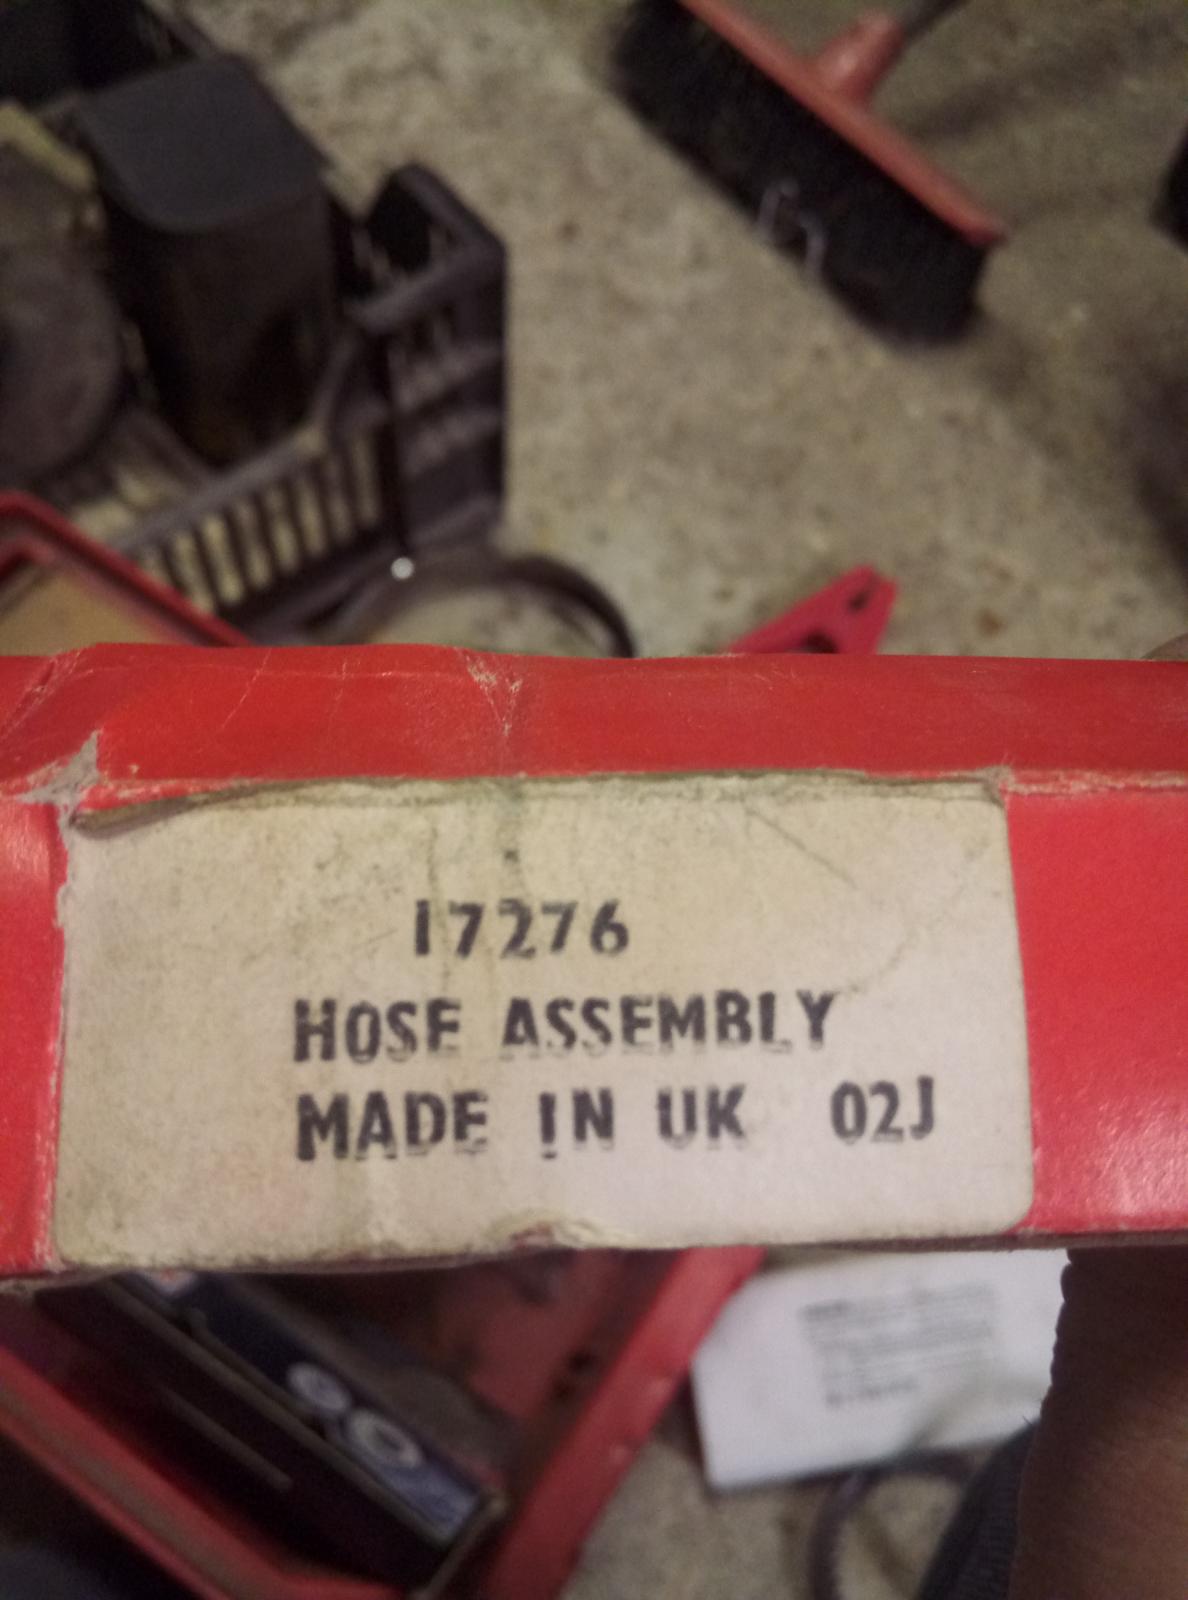 17276
HOSE ASSEMBLY
MADE IN UK 02J